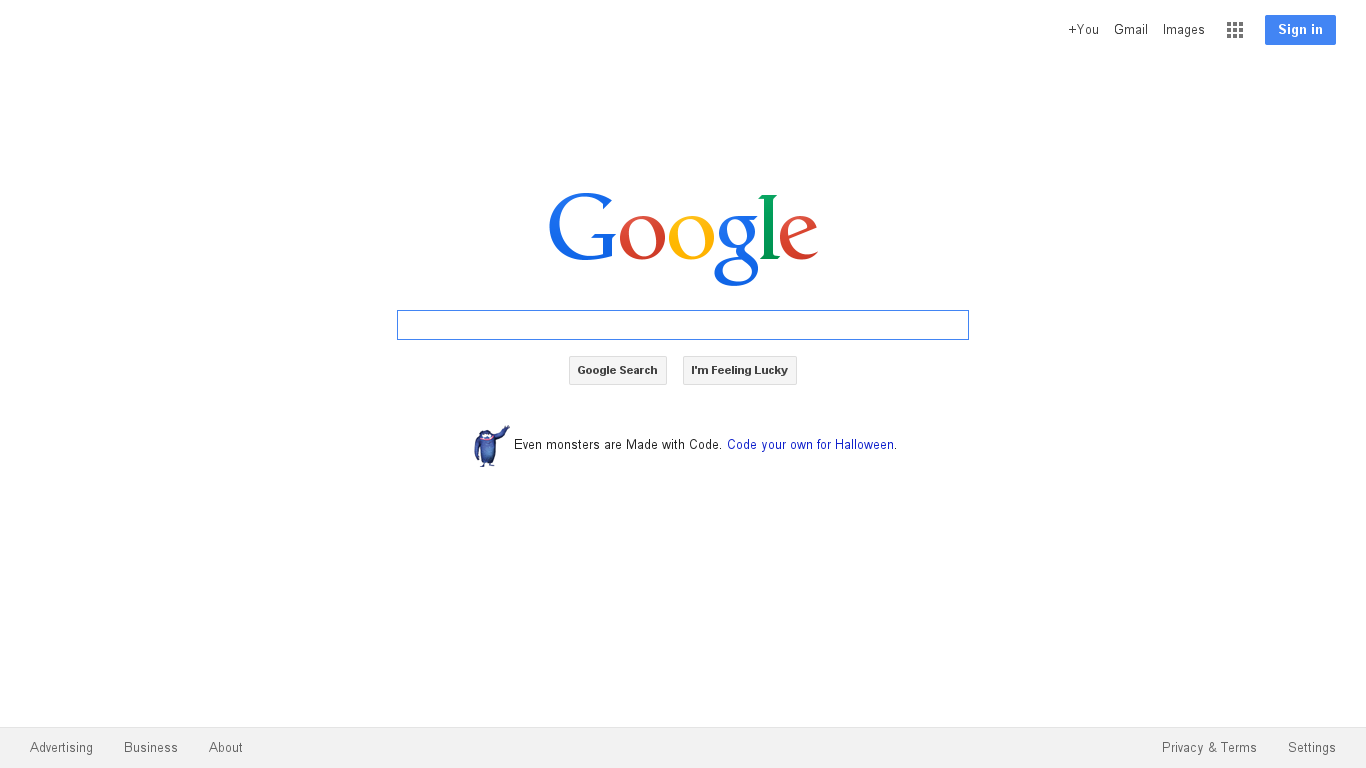 +You Gmail Images Sign in
Google
Google Search I'm Feeling Lucky
Even monsters are Made with Code. Code your own for Halloween.
Advertising Business About Privacy & Terms Settings